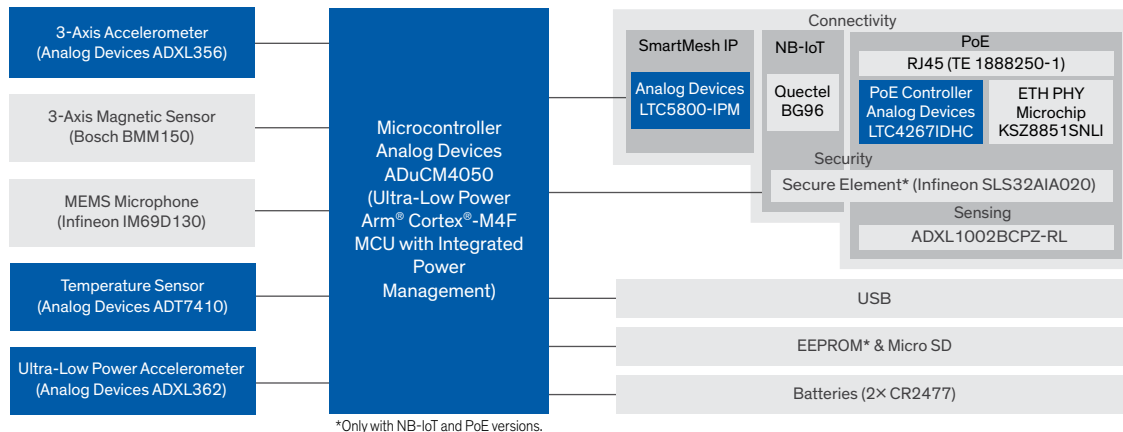 3-Axis Accelerometer
(Analog Devices ADXL356)
3-Axis Magnetic Sensor
(Bosch BMM150)
MEMS Microphone
(Infineon IM69D130)
Temperature Sensor
(Analog Devices ADT7410)
Ultra-Low Power Accelerometer
(Analog Devices ADXL362)
Microcontroller
Analog Devices
ADuCM4050
(Ultra-Low Power
Arm® Cortex®-M4F
MCU with Integrated
Power
Management)
Connectivity
SmartMesh IP
Analog Devices
LTC5800-IPM
NB-IoT
Quectel
BG96
PoE
RJ45 (TE 1888250-1)
PoE Controller
Analog Devices
LTC4267IDHC
ETH PHY
Microchip
KSZ8851SNLI
Security
Secure Element* (Infineon SLS32AIA020)
Sensing
ADXL1002BCPZ-RL
USB
EEPROM* & Micro SD
Batteries (2× CR2477)
*Only with NB-IoT and PoE versions.